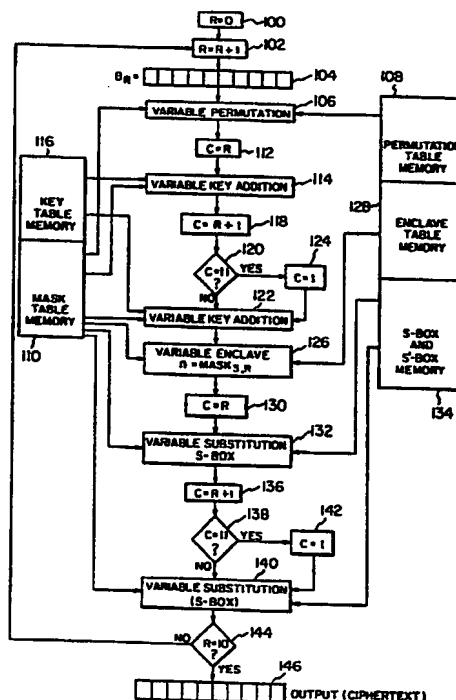 R=0
100
R=R+1
102
B_R=
104
VARIABLE PERMUTATION
106
108
PERMUTATION
TABLE
MEMORY
C=R
112
116
KEY
TABLE
MEMORY
VARIABLE KEY ADDITION
114
128
ENCLAVE
TABLE
MEMORY
C=R+1
118
120
C=11
?
YES
124
C=1
NO
122
VARIABLE KEY ADDITION
MASK
TABLE
MEMORY
110
VARIABLE ENCLAVE
n=MASK3,R
126
S-BOX
AND
S'-BOX
MEMORY
134
C=R
130
VARIABLE SUBSTITUTION
S-BOX
132
C=R+1
136
138
C=11
?
YES
142
C=1
NO
140
VARIABLE SUBSTITUTION
(S-BOX)
NO
R=10
?
144
YES
146
OUTPUT (CIPHERTEXT)